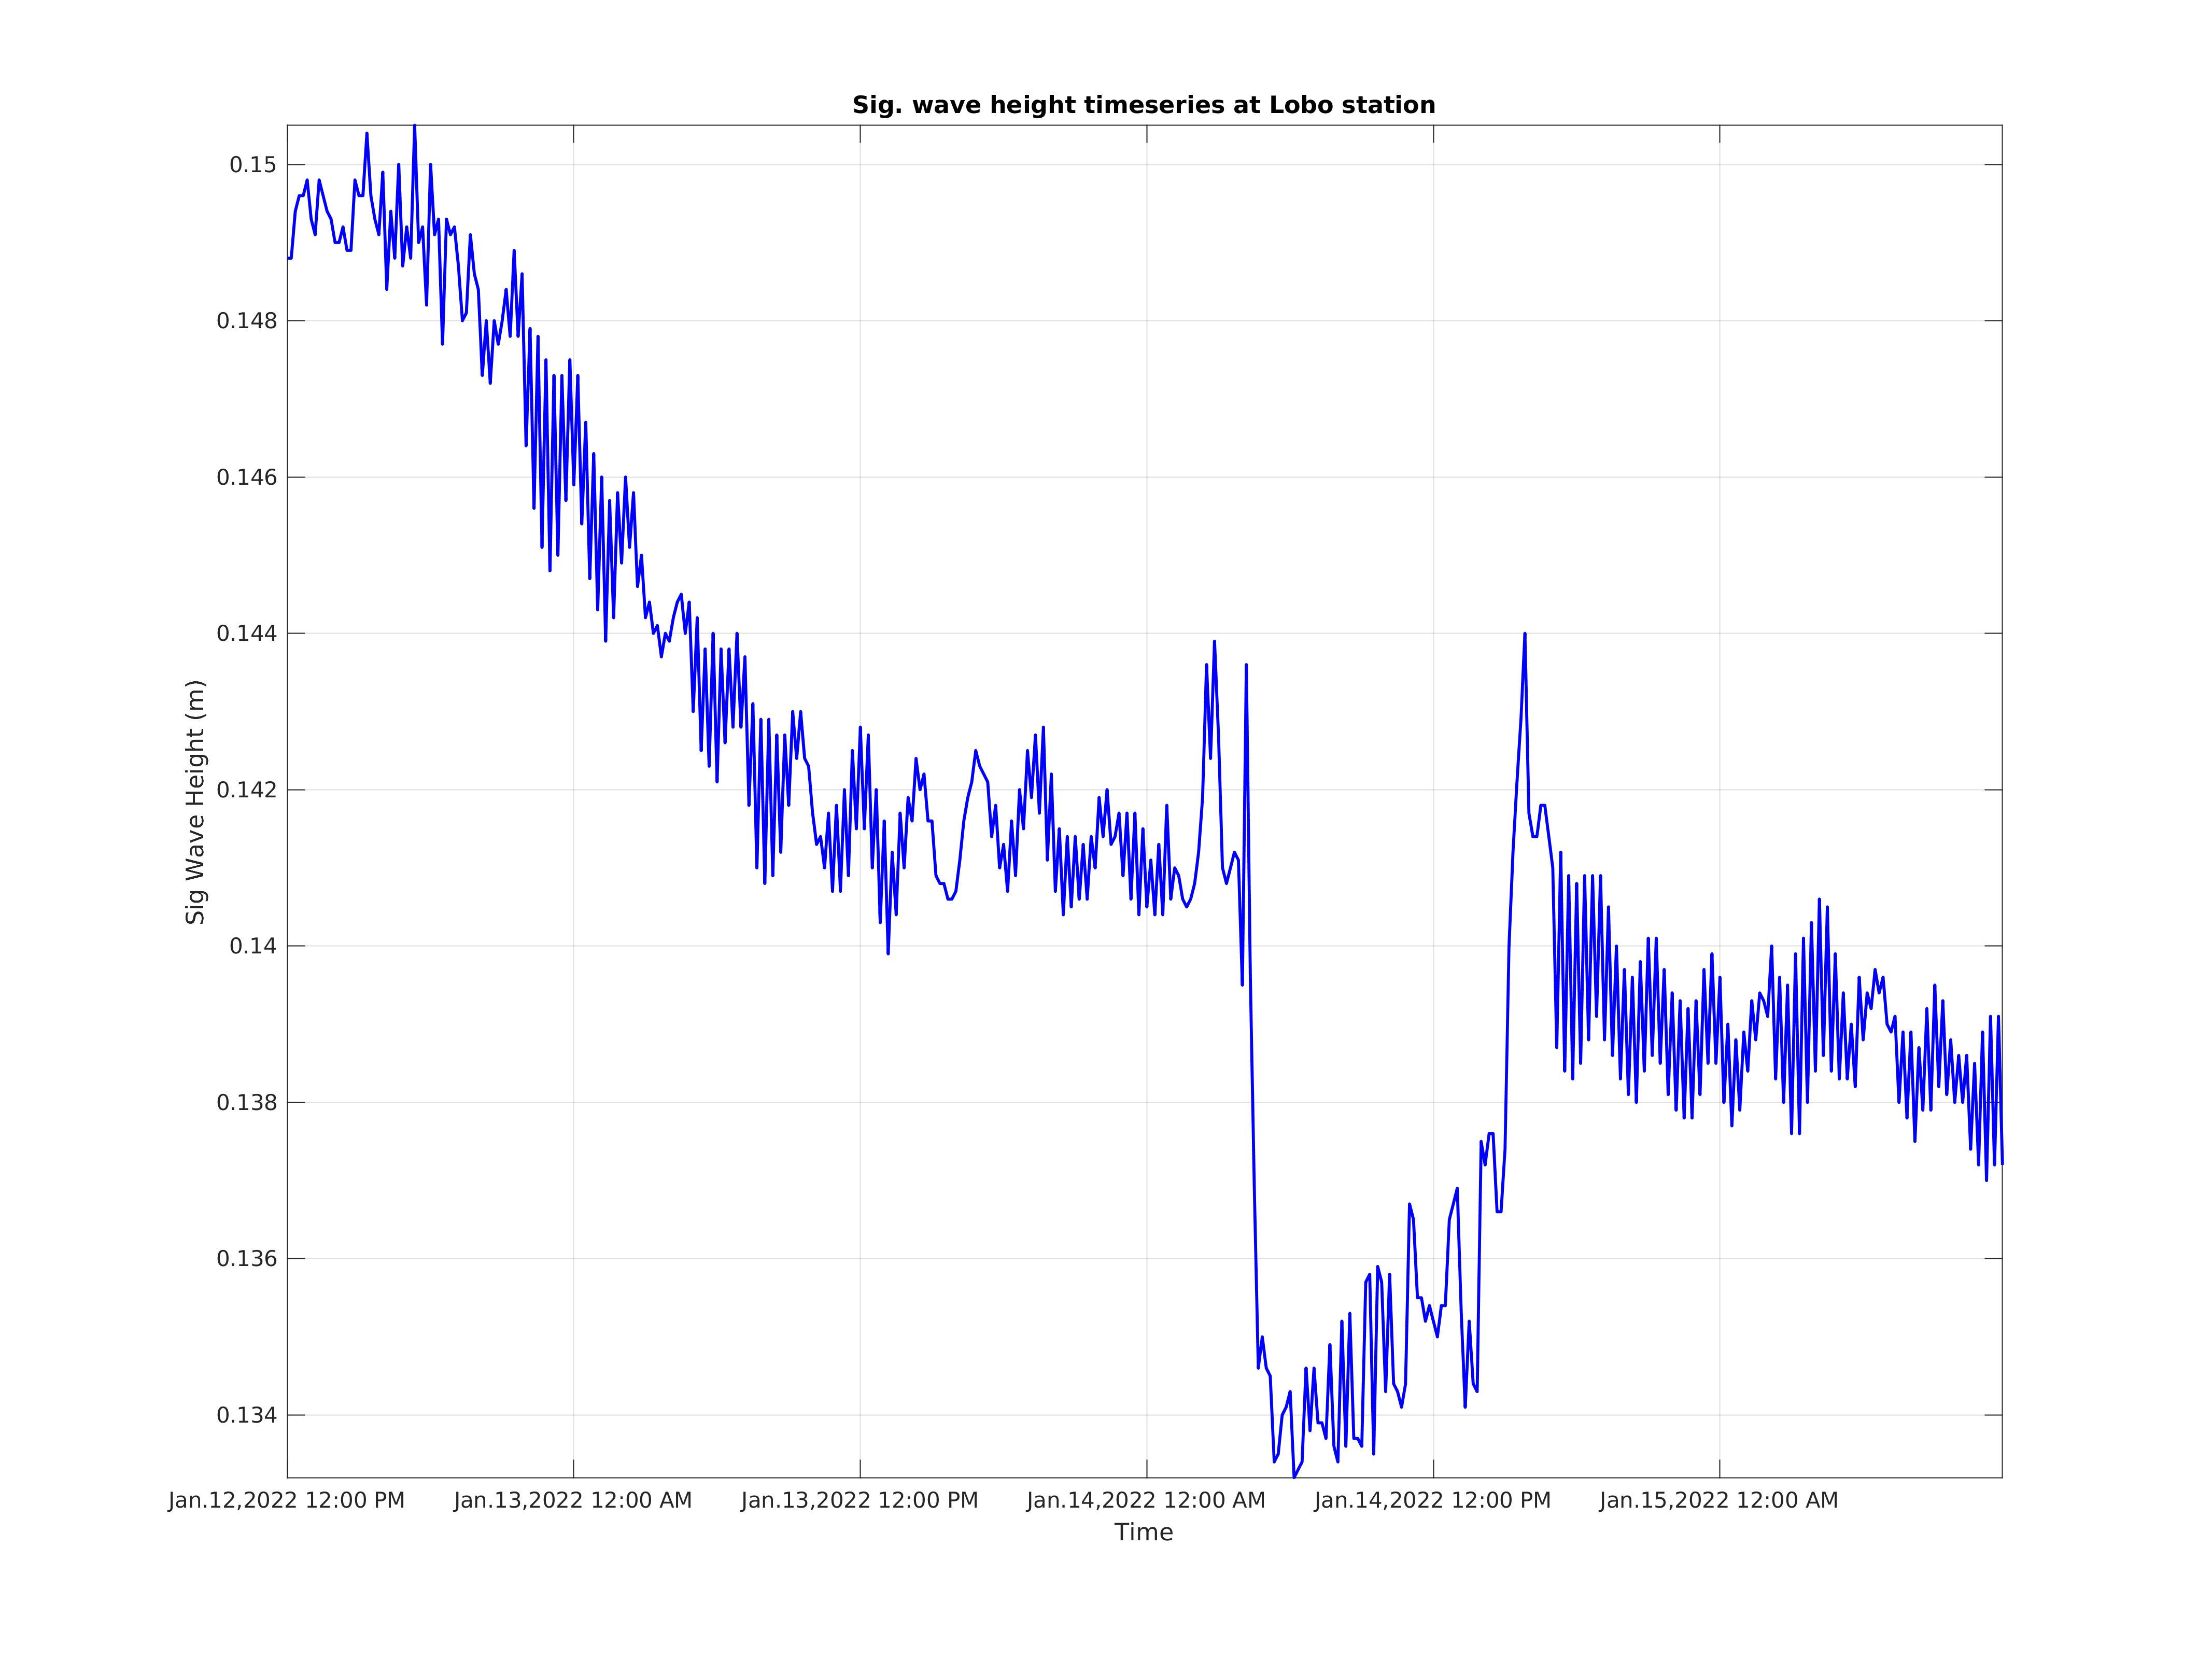 Sig. wave height timeseries at Lobo station
Sig Wave Height (m)
0.15
0.148
0.146
0.144
0.142
0.14
0.138
0.136
0.134
Jan.12,2022 12:00 PM
Jan.13,2022 12:00 AM
Jan.13,2022 12:00 PM
Jan.14,2022 12:00 AM
Jan.14,2022 12:00 PM
Jan.15,2022 12:00 AM
Time